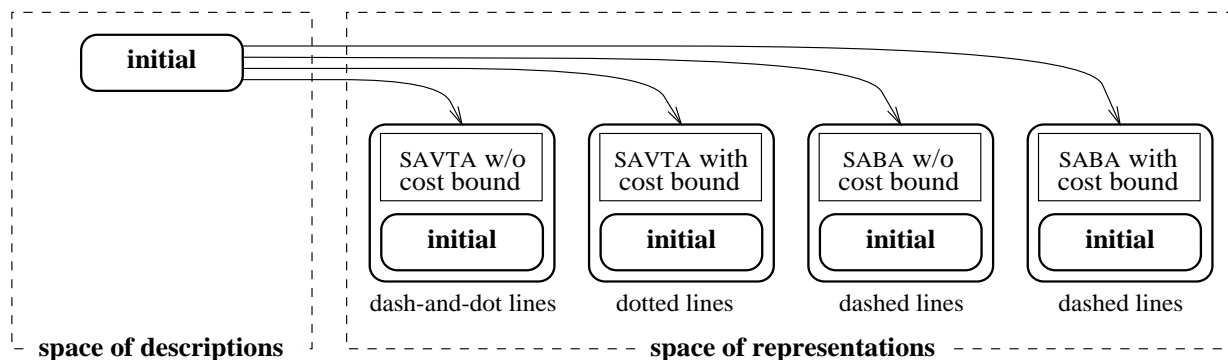 initial
SAVTA w/o
cost bound
initial
dash-and-dot lines
SAVTA with
cost bound
initial
dotted lines
SABA w/o
cost bound
initial
dashed lines
SABA with
cost bound
initial
dashed lines
space of descriptions
space of representations